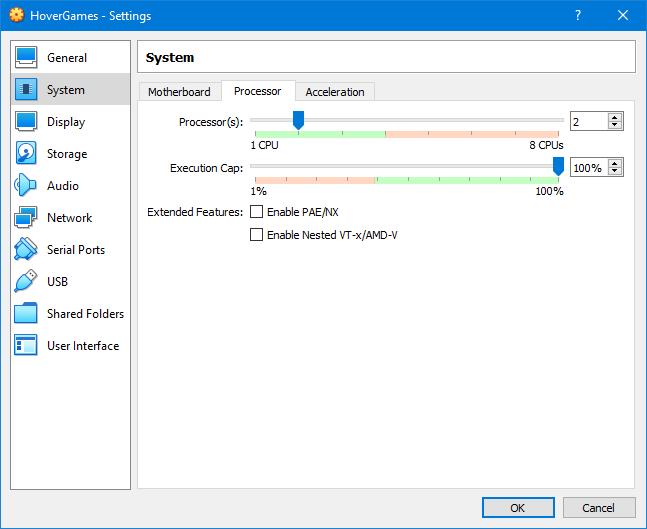 HoverGames - Settings
General
System
Display
Storage
Audio
Network
Serial Ports
USB
Shared Folders
User Interface
System
Motherboard Processor Acceleration
Processor(s): 2
1 CPU 8 CPUs
Execution Cap: 100%
1% 100%
Extended Features: Enable PAE/NX
Enable Nested VT-x/AMD-V
OK Cancel